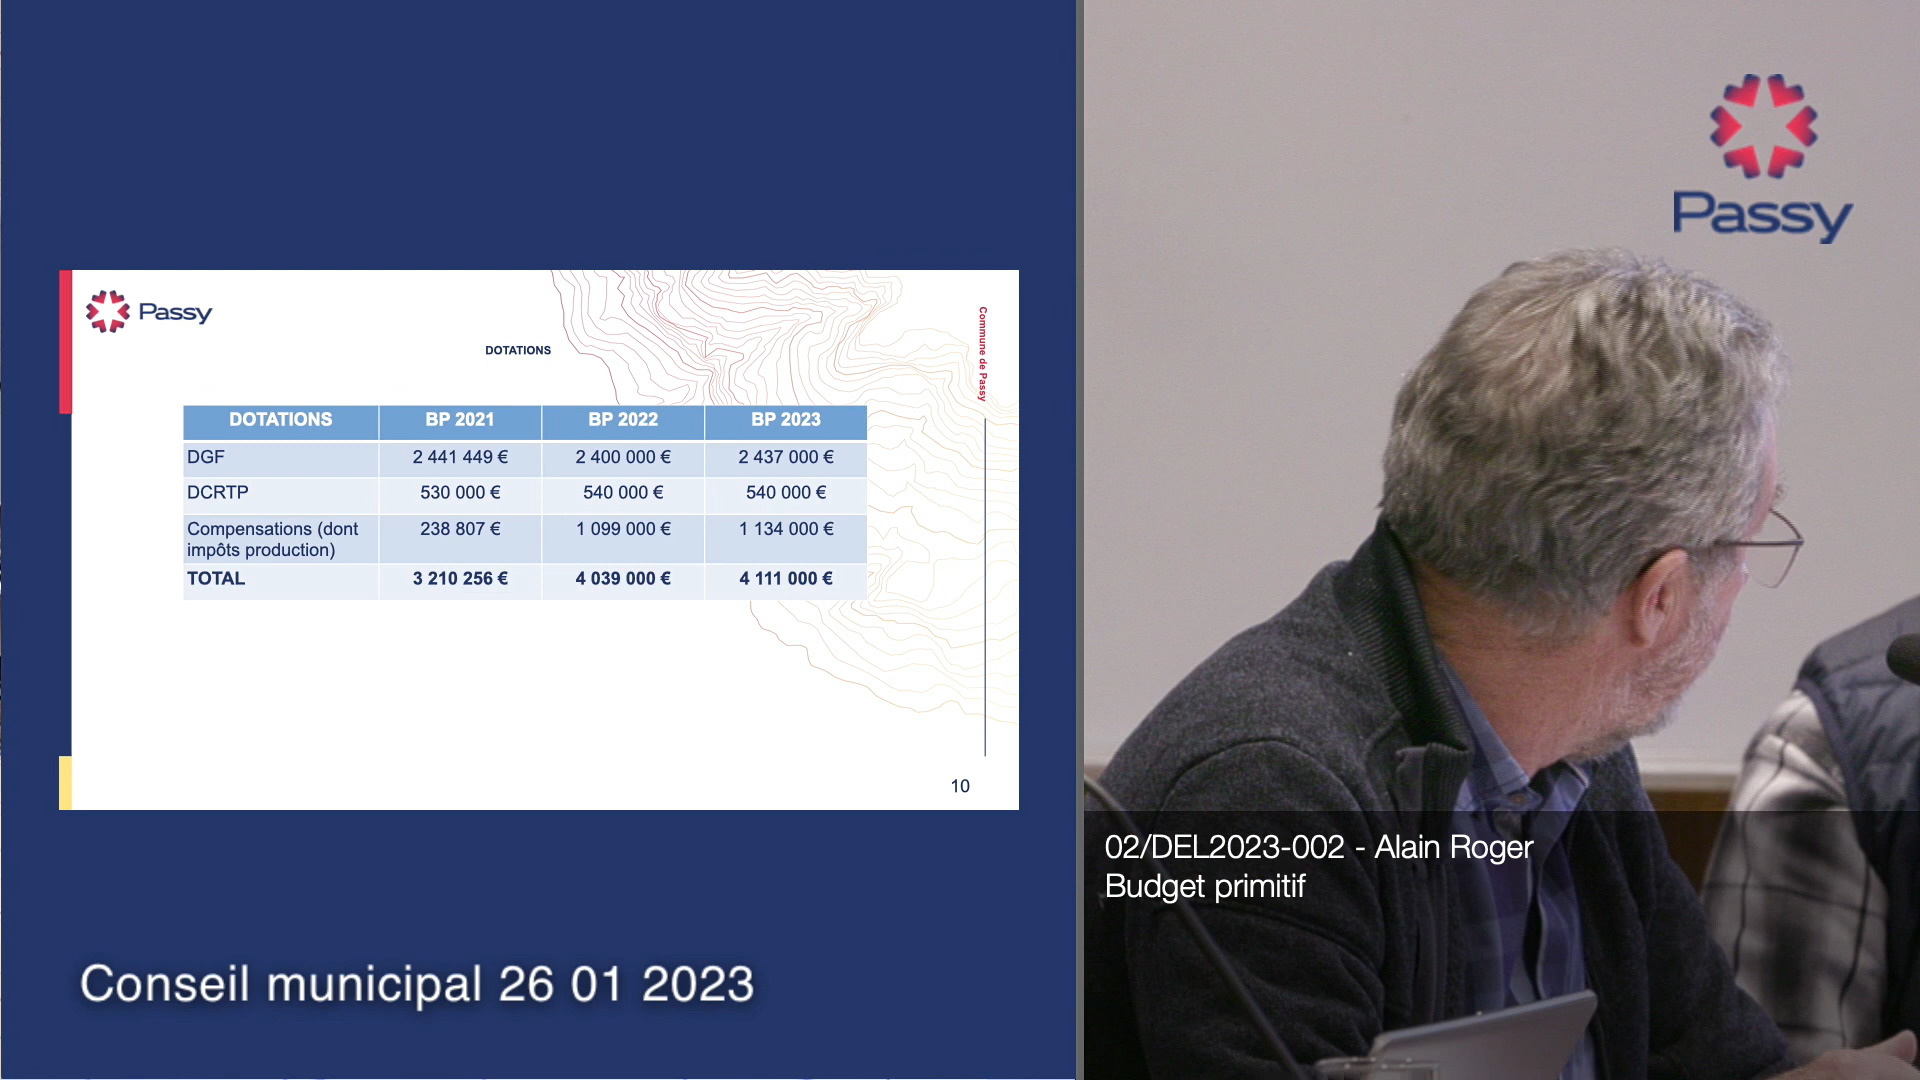 Passy
DOTATIONS
Commune de Passy
DOTATIONS BP 2021 BP 2022 BP 2023
DGF 2 441 449 € 2 400 000 € 2 437 000 €
DCRTP 530 000 € 540 000 € 540 000 €
Compensations (dont
impôts production) 238 807 € 1 099 000 € 1 134 000 €
TOTAL 3 210 256 € 4 039 000 € 4 111 000 €
10
Conseil municipal 26 01 2023
Passy
02/DEL2023-002 - Alain Roger
Budget primitif